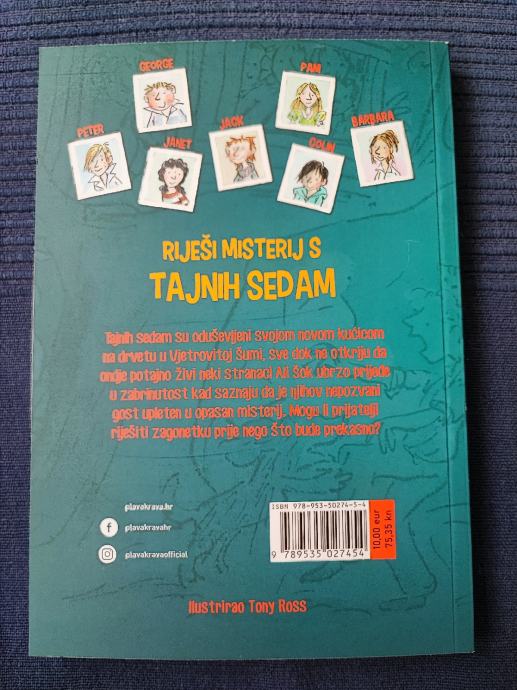 GEORGE
PAM
PETER
JANET
JACK
COLIN
BARBARA
RIJEŠI MISTERIJ S
TAJNIH SEDAM
Tajnih sedam su oduševljeni svojom novom kućicom
na drvetu u Vjetrovitoj šumi, sve dok ne otkriju da
ondje potajno živi neki stranac! Ali šok ubrzo prijeđe
u zabrinutost kad saznaju da je njihov nepozvani
gost upleten u opasan misterij. Mogu li prijatelji
riješiti zagonetku prije nego što bude prekasno?
plavakrava.hr
plavakravahr
plavakravaofficial
ISBN 978-953-50274-5-4
9 789535 027454
10,00 eur
75,35 kn
Ilustrirao Tony Ross